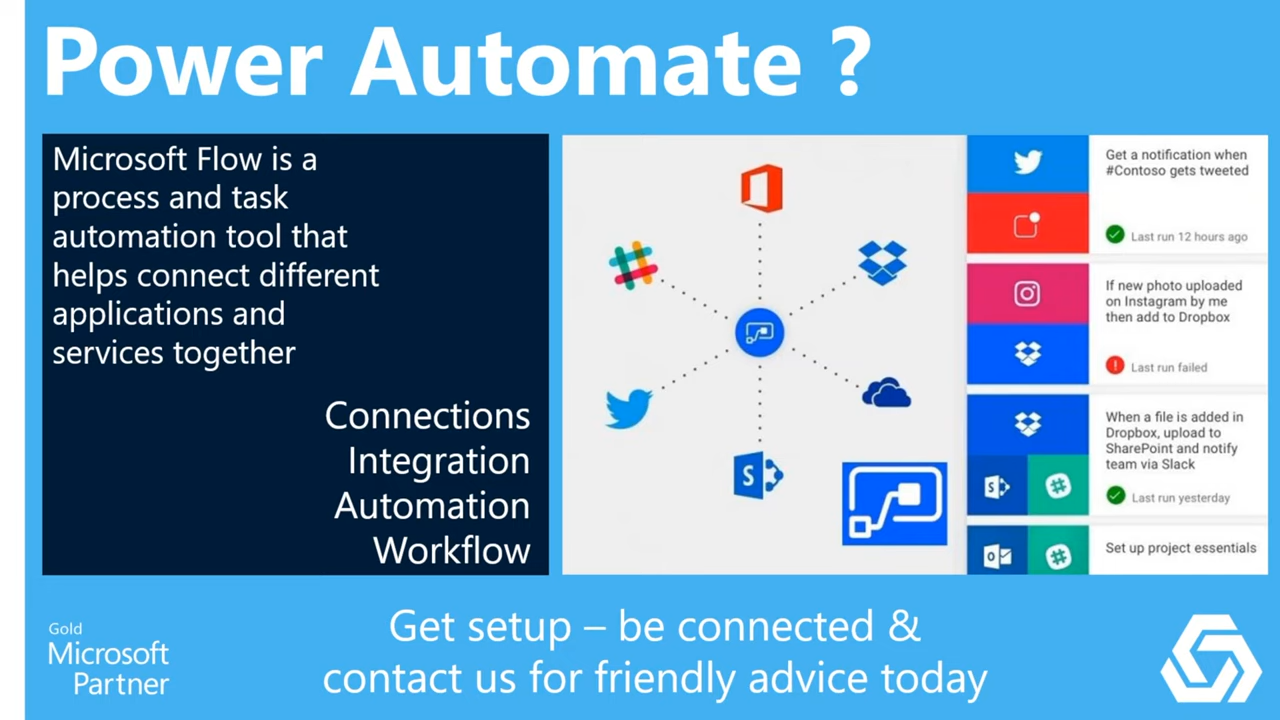 Power Automate ?
Microsoft Flow is a
process and task
automation tool that
helps connect different
applications and
services together
Connections
Integration
Automation
Workflow
S
Get a notification when
#Contoso gets tweeted
Last run 12 hours ago
If new photo uploaded
on Instagram by me
then add to Dropbox
Last run failed
When a file is added in
Dropbox, upload to
SharePoint and notify
team via Slack
S
Last run yesterday
Set up project essentials
Gold
Microsoft
Partner
Get setup – be connected &
contact us for friendly advice today